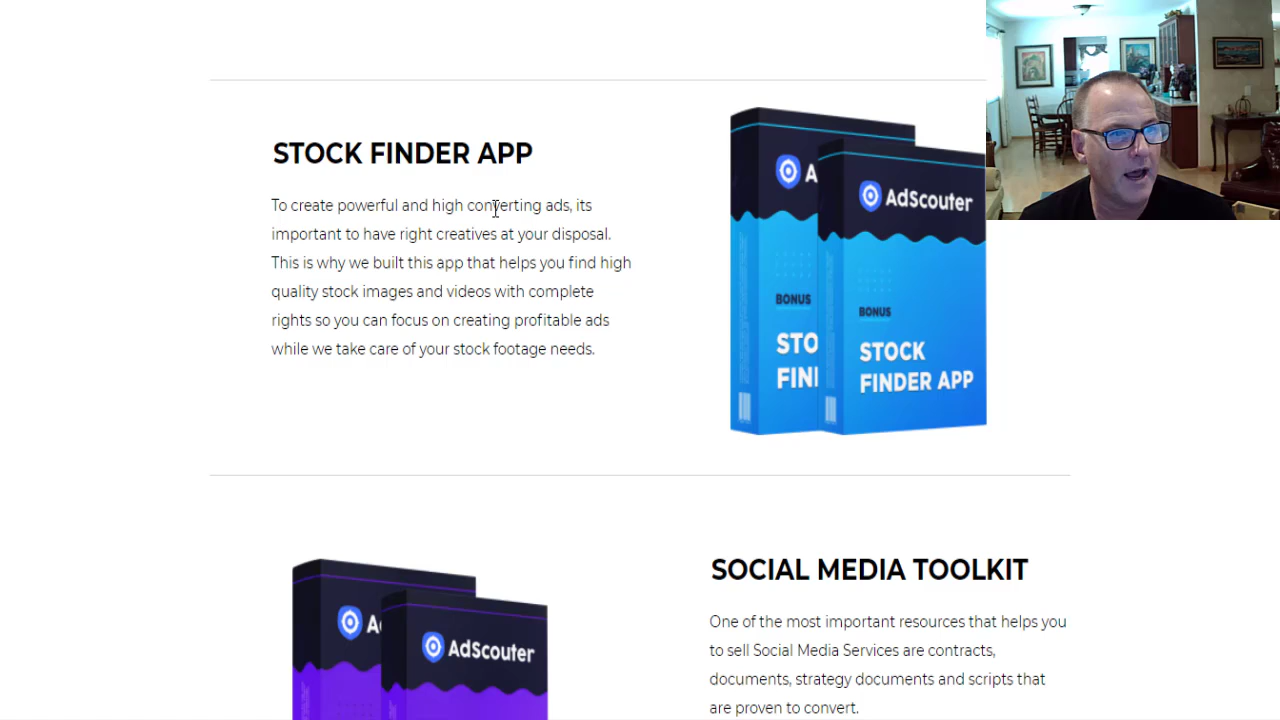 STOCK FINDER APP
To create powerful and high converting ads, its
important to have right creatives at your disposal.
This is why we built this app that helps you find high
quality stock images and videos with complete
rights so you can focus on creating profitable ads
while we take care of your stock footage needs.
A
BONUS
STO
FIN
AdScouter
BONUS
STOCK
FINDER APP
A
AdScouter
SOCIAL MEDIA TOOLKIT
One of the most important resources that helps you
to sell Social Media Services are contracts,
documents, strategy documents and scripts that
are proven to convert.